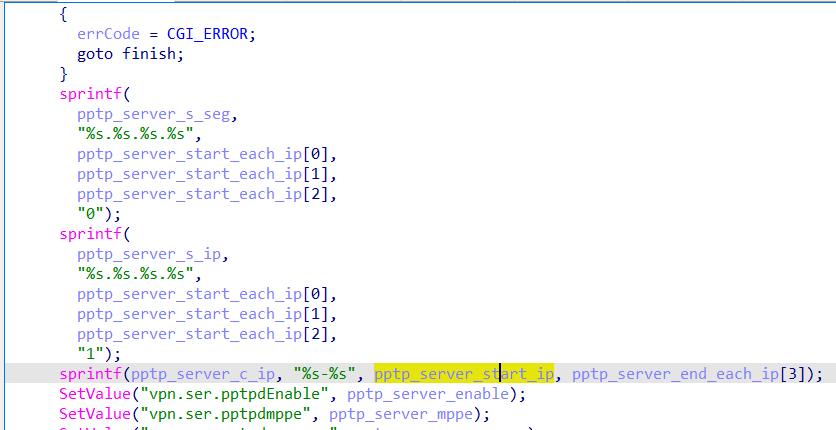 {
errCode = CGI_ERROR;
goto finish;
}
sprintf(
pptp_server_s_seg,
"%s.%s.%s.%s",
pptp_server_start_each_ip[0],
pptp_server_start_each_ip[1],
pptp_server_start_each_ip[2],
"0");
sprintf(
pptp_server_s_ip,
"%s.%s.%s.%s",
pptp_server_start_each_ip[0],
pptp_server_start_each_ip[1],
pptp_server_start_each_ip[2],
"1");
sprintf(pptp_server_c_ip, "%s-%s", pptp_server_start_ip, pptp_server_end_each_ip[3]);
SetValue("vpn.ser.pptpdEnable", pptp_server_enable);
SetValue("vpn.ser.pptpdmppe", pptp_server_mppe);